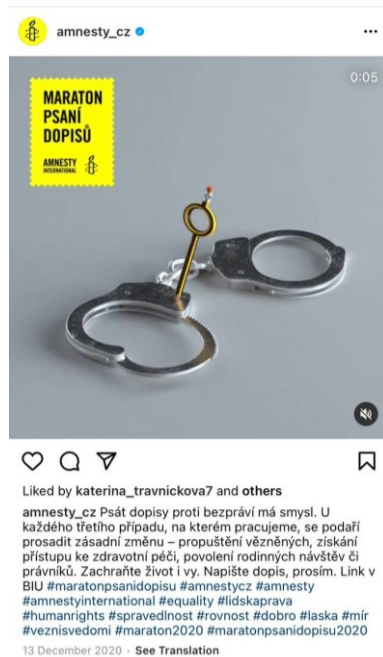 amnesty_cz
0:05
MARATON
PSANÍ
DOPISŮ
AMNESTY
INTERNATIONAL
Liked by katerina_travnickova7 and others
amnesty_cz Psát dopisy proti bezpráví má smysl. U
každého třetího případu, na kterém pracujeme, se podaří
prosadit zásadní změnu – propuštění vězněných, získání
přístupu ke zdravotní péči, povolení rodinných návštěv či
právníků. Zachraňte život i vy. Napište dopis, prosím. Link v
BIU #maratonpsanidopisu #amnestycz #amnesty
#amnestyinternational #equality #lidskaprava
#humanrights #spravedlnost #rovnost #dobro #laska #mír
#veznisvedomi #maraton2020 #maratonpsanidopisu2020
13 December 2020 · See Translation